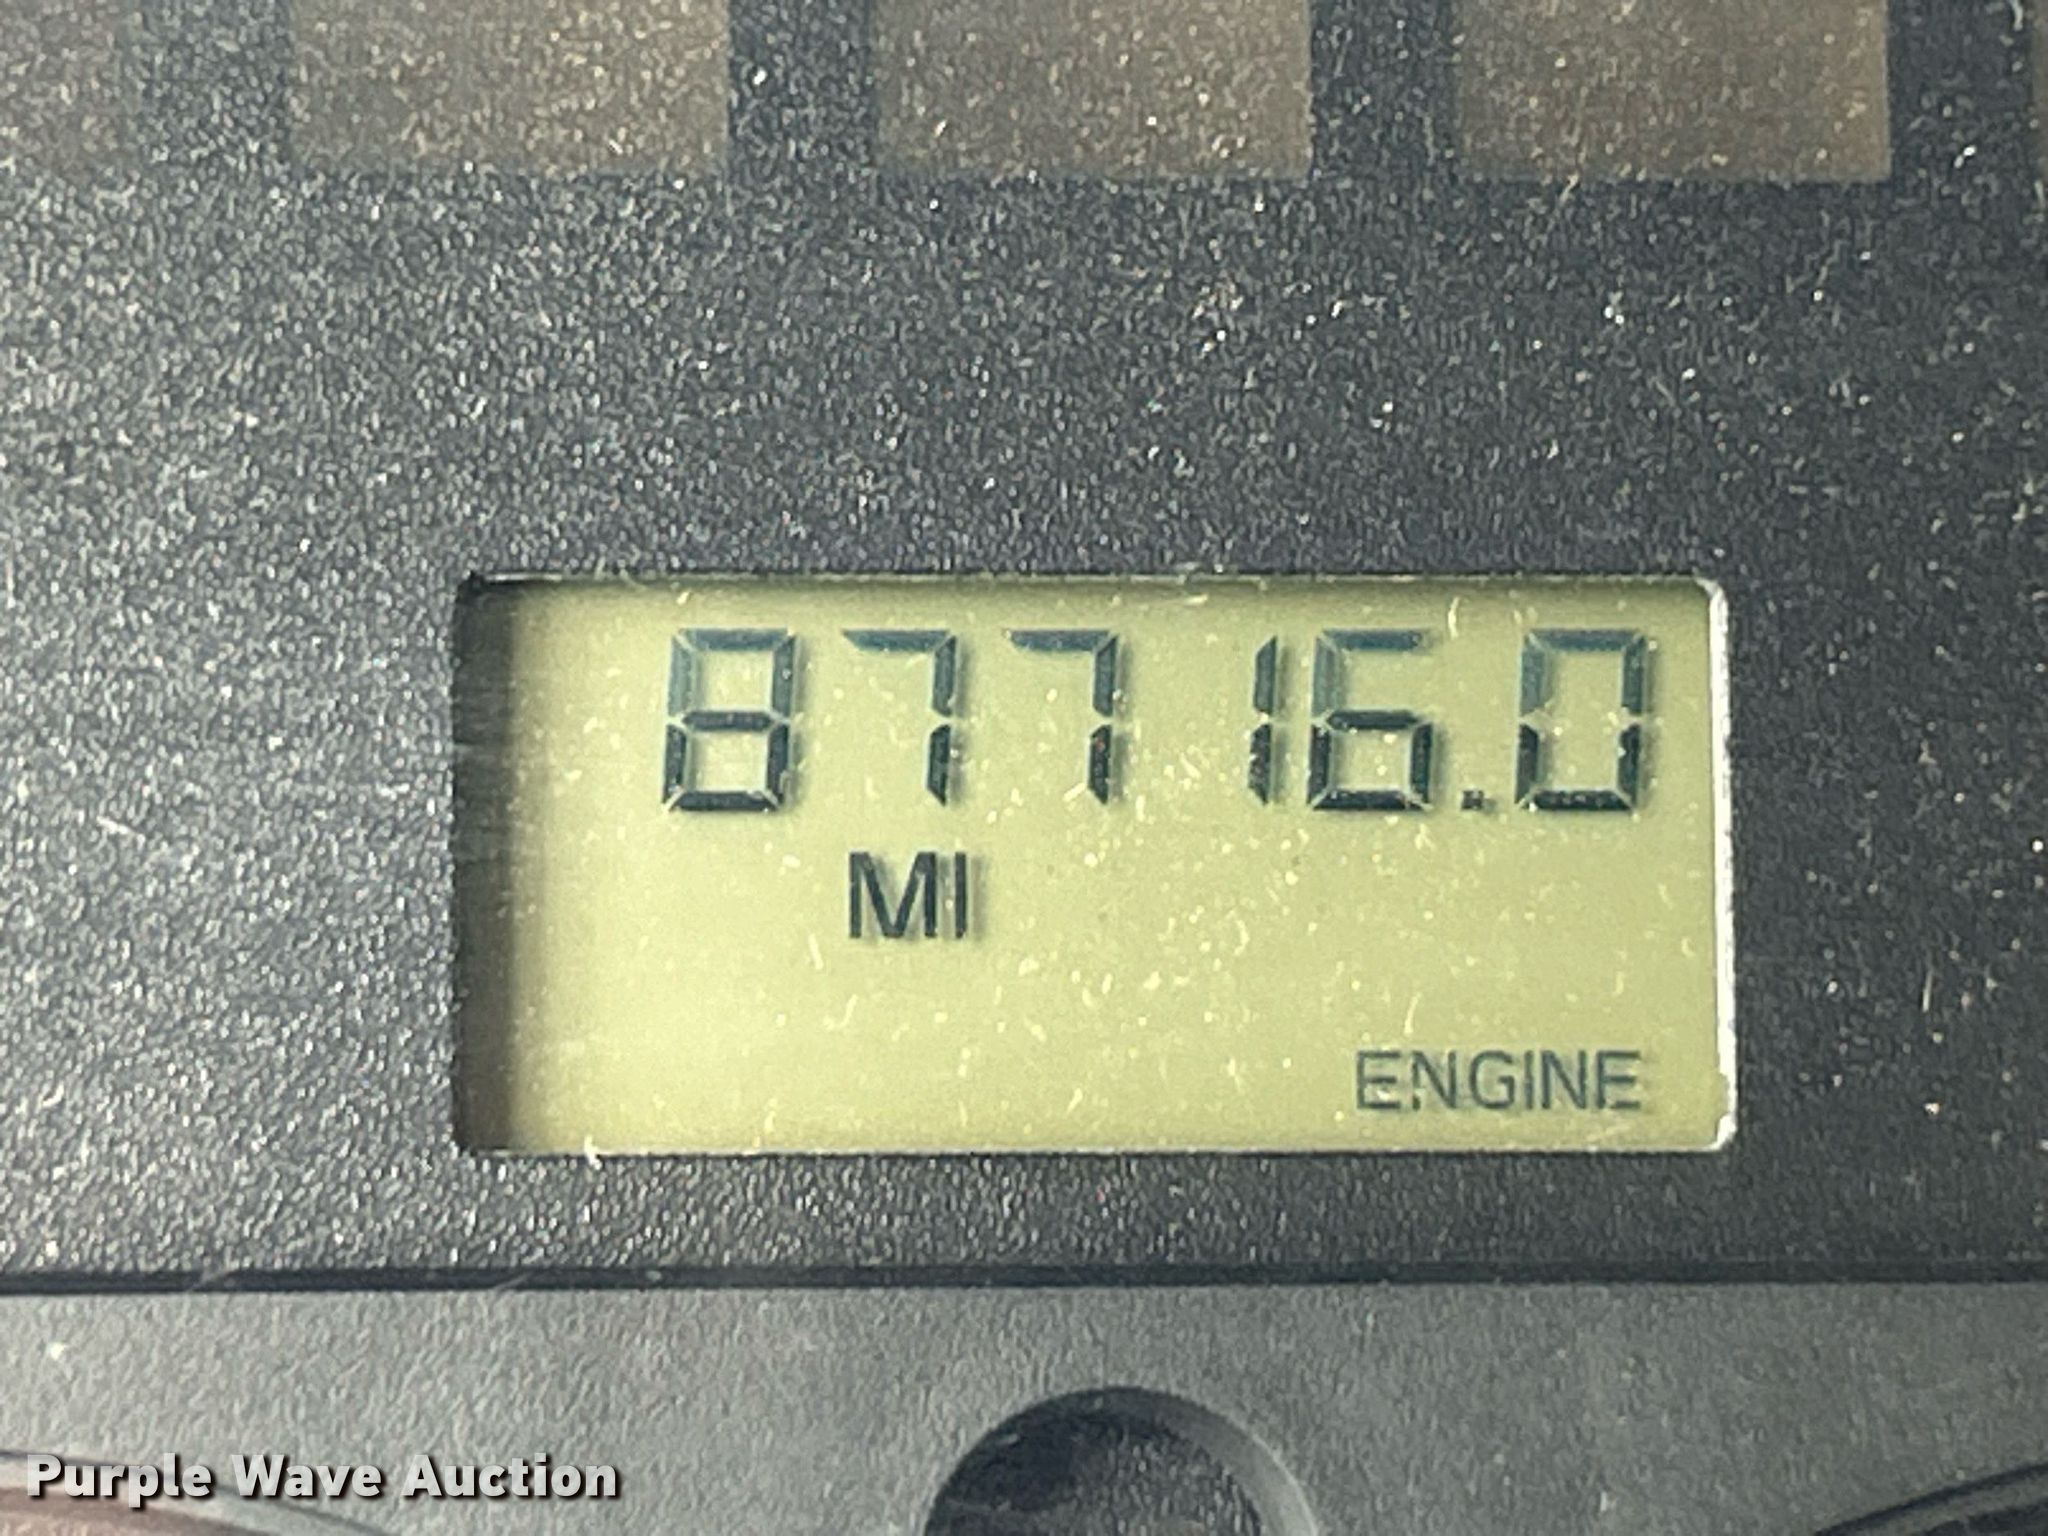 87716.0
MI
ENGINE
Purple Wave Auction